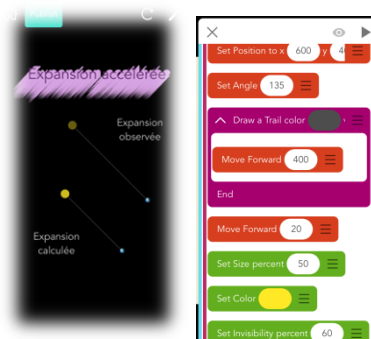 Expansion accélérée
Expansion
observée
Expansion
calculée
Set Position to x 600 y
Set Angle 135
Draw a Trail color
Move Forward 400
End
Move Forward 20
Set Size percent 50
Set Color
Set Invisibility percent 60